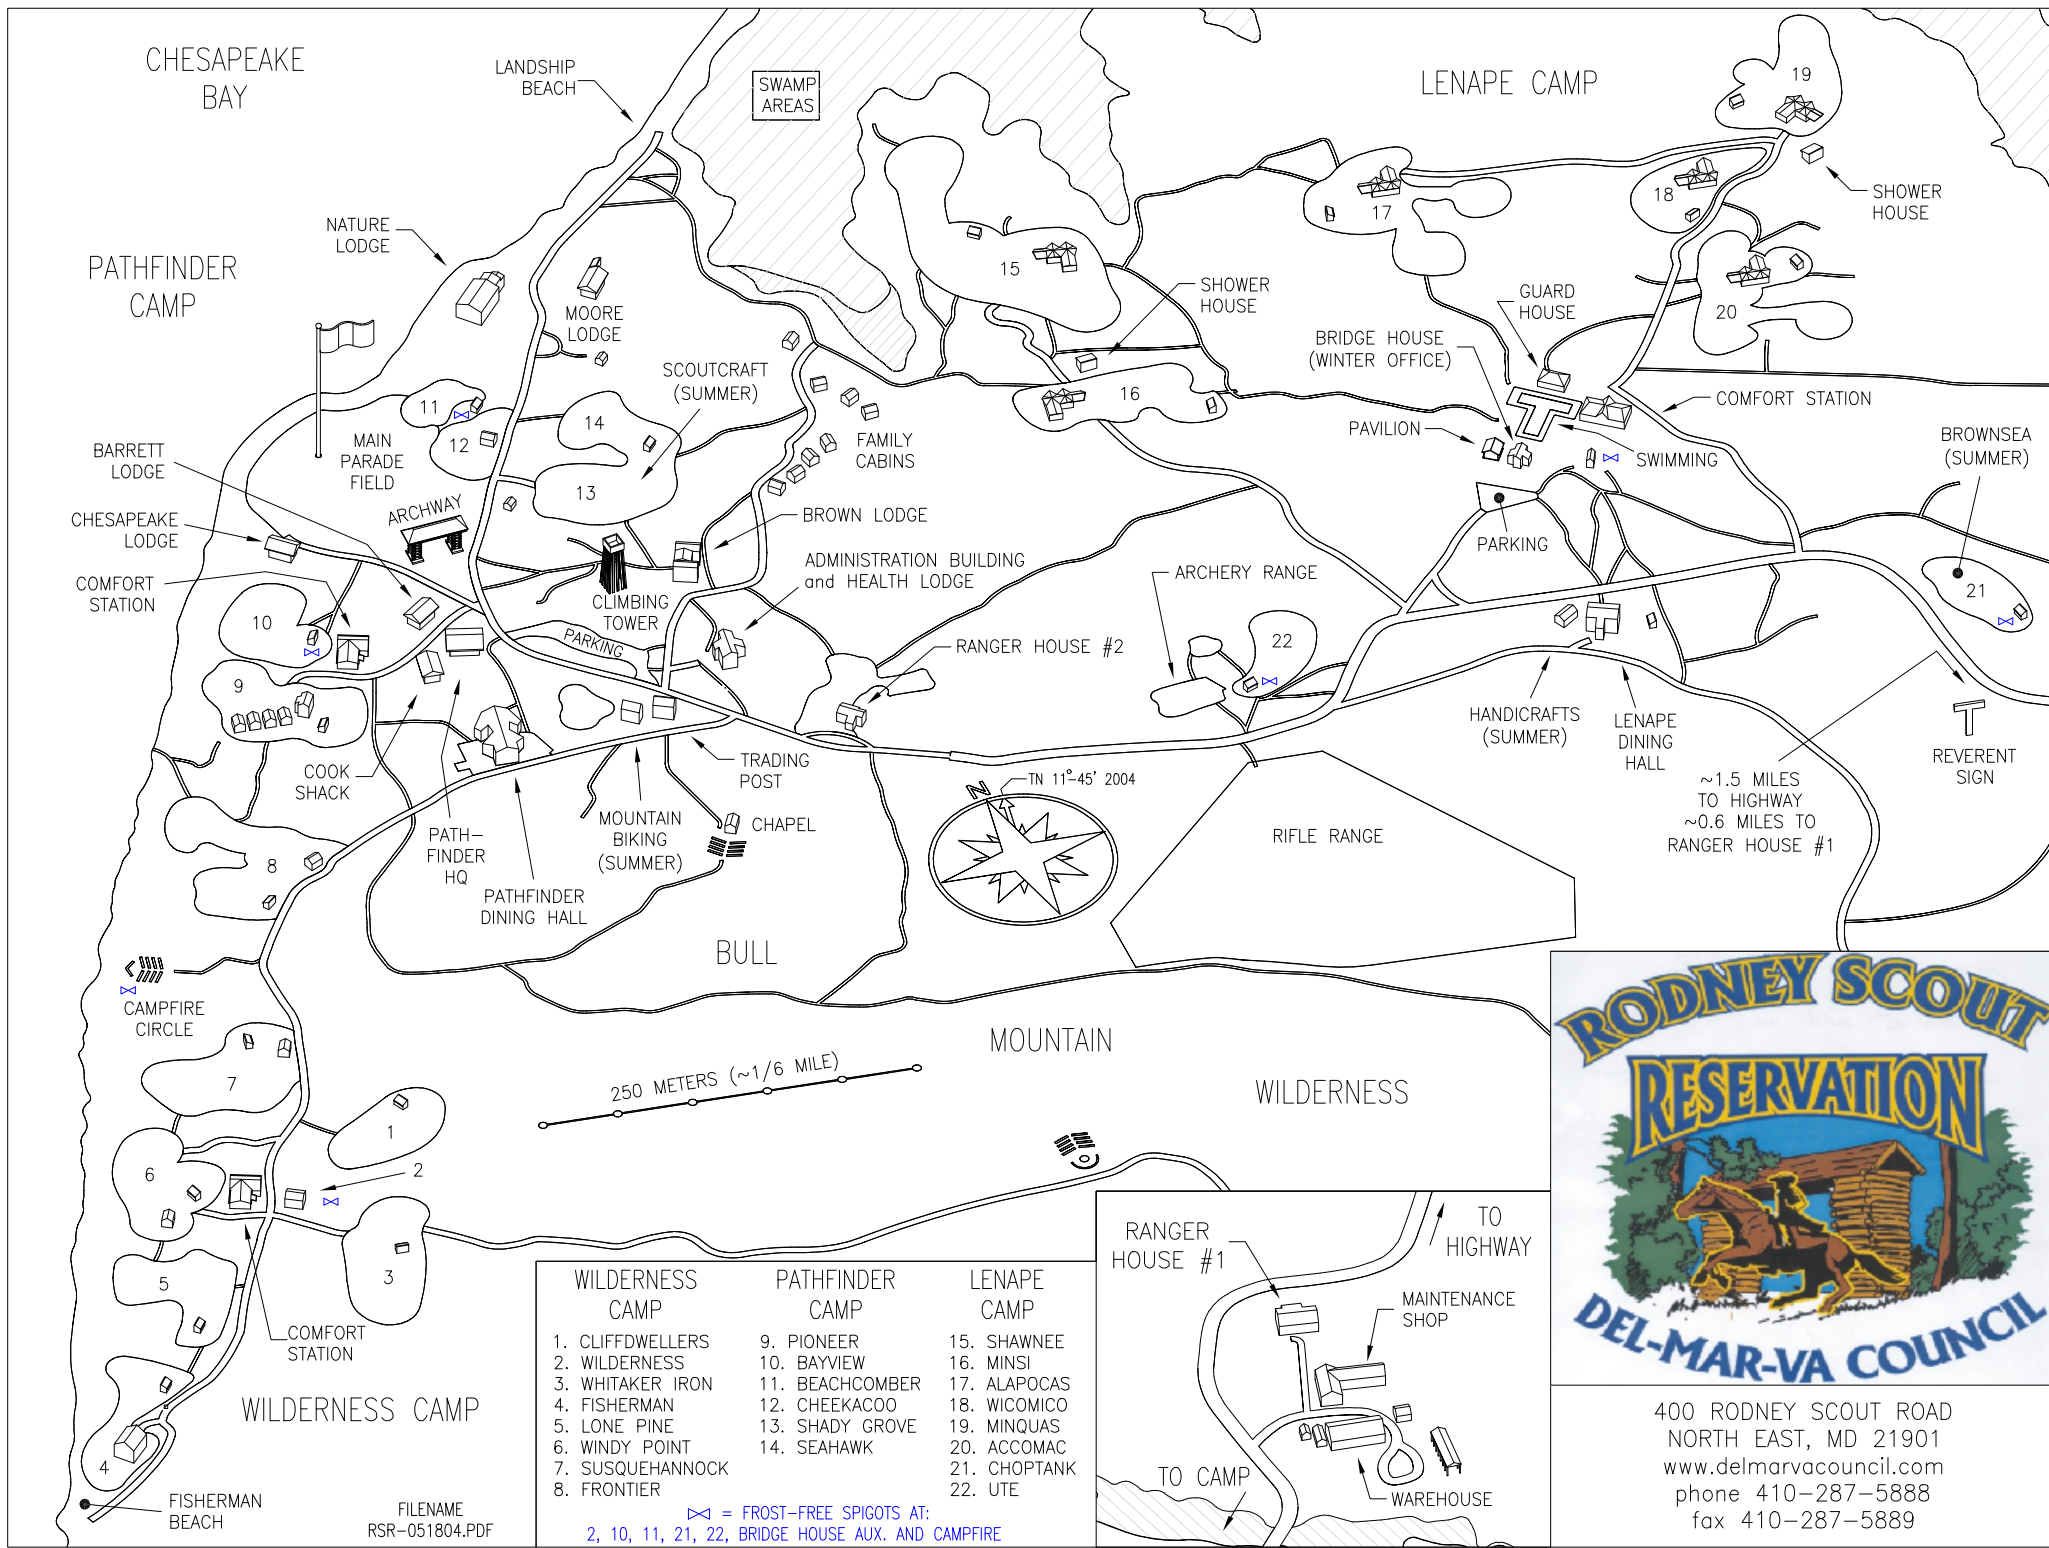 CHESAPEAKE
BAY
LANDSHIP
BEACH
SWAMP
AREAS
LENAPE CAMP
19
SHOWER
HOUSE
18
17
NATURE
LODGE
PATHFINDER
CAMP
MOORE
LODGE
15
SHOWER
HOUSE
GUARD
HOUSE
20
BRIDGE HOUSE
(WINTER OFFICE)
SCOUTCRAFT
(SUMMER)
16
COMFORT STATION
11
14
12
MAIN
PARADE
FIELD
FAMILY
CABINS
PAVILION
SWIMMING
BROWNSEA
(SUMMER)
BARRETT
LODGE
13
ARCHWAY
CHESAPEAKE
LODGE
BROWN LODGE
PARKING
ADMINISTRATION BUILDING
and HEALTH LODGE
ARCHERY RANGE
COMFORT
STATION
CLIMBING
TOWER
21
10
PARKING
22
RANGER HOUSE #2
9
HANDICRAFTS
(SUMMER)
LENAPE
DINING
HALL
REVERENT
SIGN
COOK
SHACK
TRADING
POST
TN 11°-45' 2004
N
~1.5 MILES
TO HIGHWAY
~0.6 MILES TO
RANGER HOUSE #1
MOUNTAIN
BIKING
(SUMMER)
CHAPEL
RIFLE RANGE
PATH-
FINDER
HQ
8
PATHFINDER
DINING HALL
BULL
CAMPFIRE
CIRCLE
MOUNTAIN
WILDERNESS
7
250 METERS (~1/6 MILE)
1
2
6
3
5
COMFORT
STATION
WILDERNESS CAMP
4
FISHERMAN
BEACH
FILENAME
RSR-051804.PDF
WILDERNESS
CAMP
1. CLIFFDWELLERS
2. WILDERNESS
3. WHITAKER IRON
4. FISHERMAN
5. LONE PINE
6. WINDY POINT
7. SUSQUEHANNOCK
8. FRONTIER
PATHFINDER
CAMP
9. PIONEER
10. BAYVIEW
11. BEACHCOMBER
12. CHEEKACOO
13. SHADY GROVE
14. SEAHAWK
LENAPE
CAMP
15. SHAWNEE
16. MINSI
17. ALAPOCAS
18. WICOMICO
19. MINQUAS
20. ACCOMAC
21. CHOPTANK
22. UTE
= FROST-FREE SPIGOTS AT:
2, 10, 11, 21, 22, BRIDGE HOUSE AUX. AND CAMPFIRE
RANGER
HOUSE #1
TO
HIGHWAY
MAINTENANCE
SHOP
TO CAMP
WAREHOUSE
RODNEY SCOUT
RESERVATION
DEL-MAR-VA COUNCIL
400 RODNEY SCOUT ROAD
NORTH EAST, MD 21901
www.delmarvacouncil.com
phone 410-287-5888
fax 410-287-5889